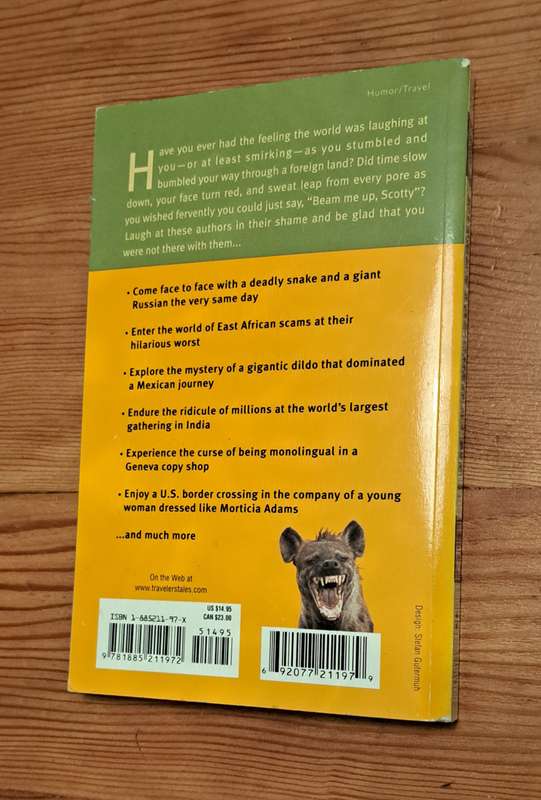 Humor/Travel
Have you ever had the feeling the world was laughing at
you—or at least smirking—as you stumbled and
bumbled your way through a foreign land? Did time slow
down, your face turn red, and sweat leap from every pore as
you wished fervently you could just say, “Beam me up, Scotty”?
Laugh at these authors in their shame and be glad that you
were not there with them...
• Come face to face with a deadly snake and a giant
Russian the very same day
• Enter the world of East African scams at their
hilarious worst
• Explore the mystery of a gigantic dildo that dominated
a Mexican journey
• Endure the ridicule of millions at the world’s largest
gathering in India
• Experience the curse of being monolingual in a
Geneva copy shop
• Enjoy a U.S. border crossing in the company of a young
woman dressed like Morticia Adams
...and much more
On the Web at
www.travelerstales.com
US $14.95
CAN $23.00
ISBN 1-885211-97-X
51495
9 781885 211972
6 92077 21197 9
Design: Stefan Gutermuh